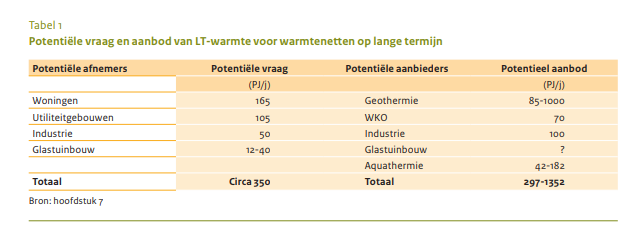 Tabel 1
Potentiële vraag en aanbod van LT-warmte voor warmtenetten op lange termijn
Potentiële afnemers Potentiële vraag Potentiële aanbieders Potentieel aanbod
(PJ/j) (PJ/j)
Woningen 165 Geothermie 85-1000
Utiliteitgebouwen 105 WKO 70
Industrie 50 Industrie 100
Glastuinbouw 12-40 Glastuinbouw ?
Aquathermie 42-182
Totaal Circa 350 Totaal 297-1352
Bron: hoofdstuk 7